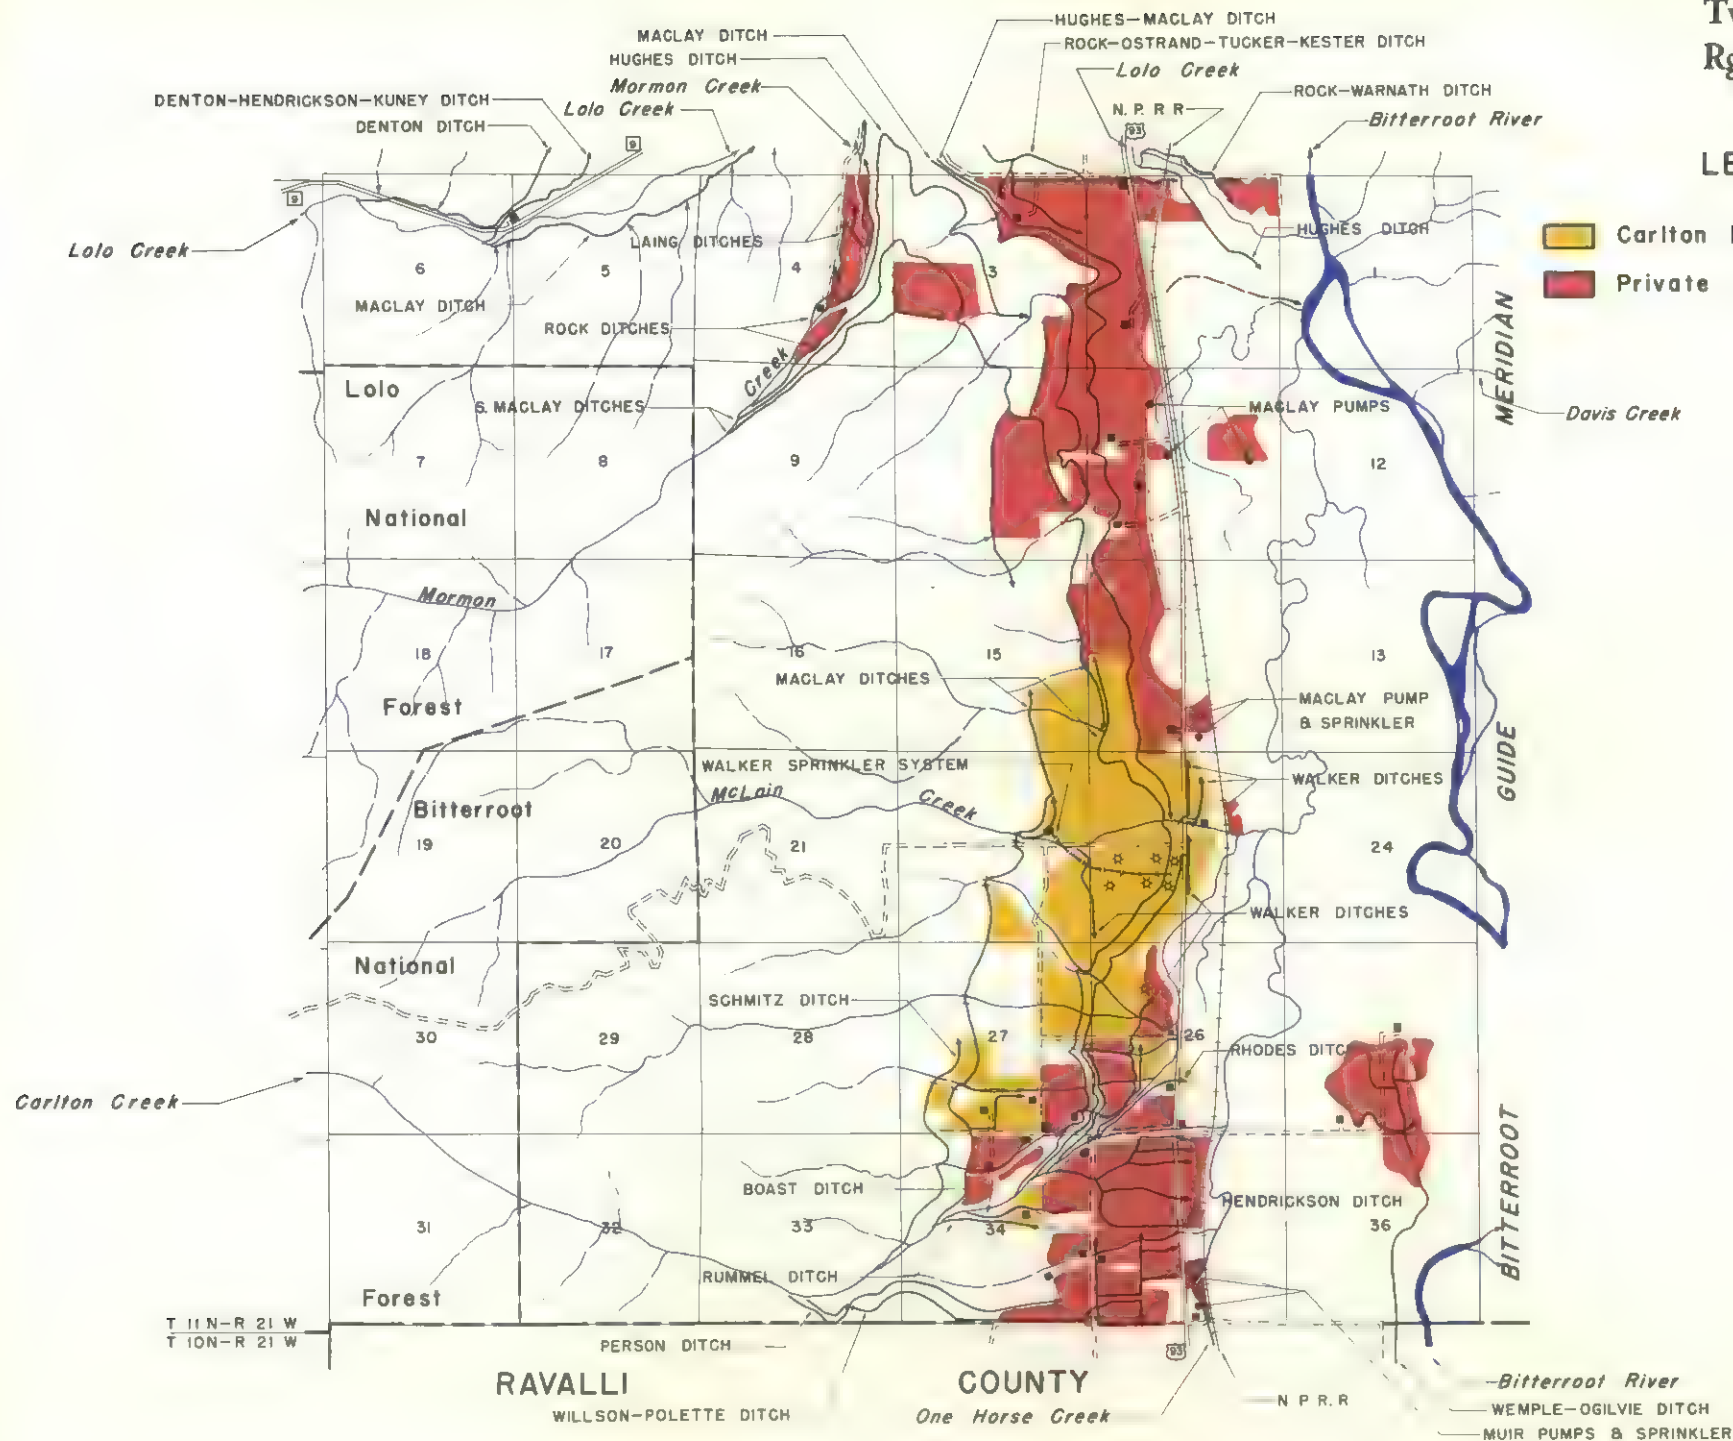 HUGHES-MACLAY DITCH
MACLAY DITCH
ROCK-OSTRAND-TUCKER-KESTER DITCH
HUGHES DITCH
Lolo Creek
Mormon Creek
DENTON-HENDRICKSON-KUNEY DITCH
Lolo Creek
N. P. R R
ROCK-WARNATH DITCH
DENTON DITCH
93
Bitterroot River
9
9
Lolo Creek
LAING DITCHES
HUGHES DITCH
Carlton
6
5
4
3
1
Private
MACLAY DITCH
ROCK DITCHES
MERIDIAN
Creek
Lolo
S. MACLAY DITCHES
MACLAY PUMPS
Davis Creek
7
8
9
12
National
Mormon
18
17
16
15
13
MACLAY DITCHES
MACLAY PUMP
& SPRINKLER
Forest
WALKER SPRINKLER SYSTEM
WALKER DITCHES
GUIDE
McLain
Creek
Bitterroot
19
20
21
24
WALKER DITCHES
National
SCHMITZ DITCH
30
29
28
27
26
RHODES DITCH
Carlton Creek
BOAST DITCH
HENDRICKSON DITCH
BITTERROOT
31
32
33
34
36
RUMMEL DITCH
Forest
T 11 N-R 21 W
T 10N-R 21 W
PERSON DITCH
93
RAVALLI COUNTY
Bitterroot River
N P R. R
WILLSON-POLETTE DITCH
One Horse Creek
WEMPLE-OGILVIE DITCH
MUIR PUMPS & SPRINKLER